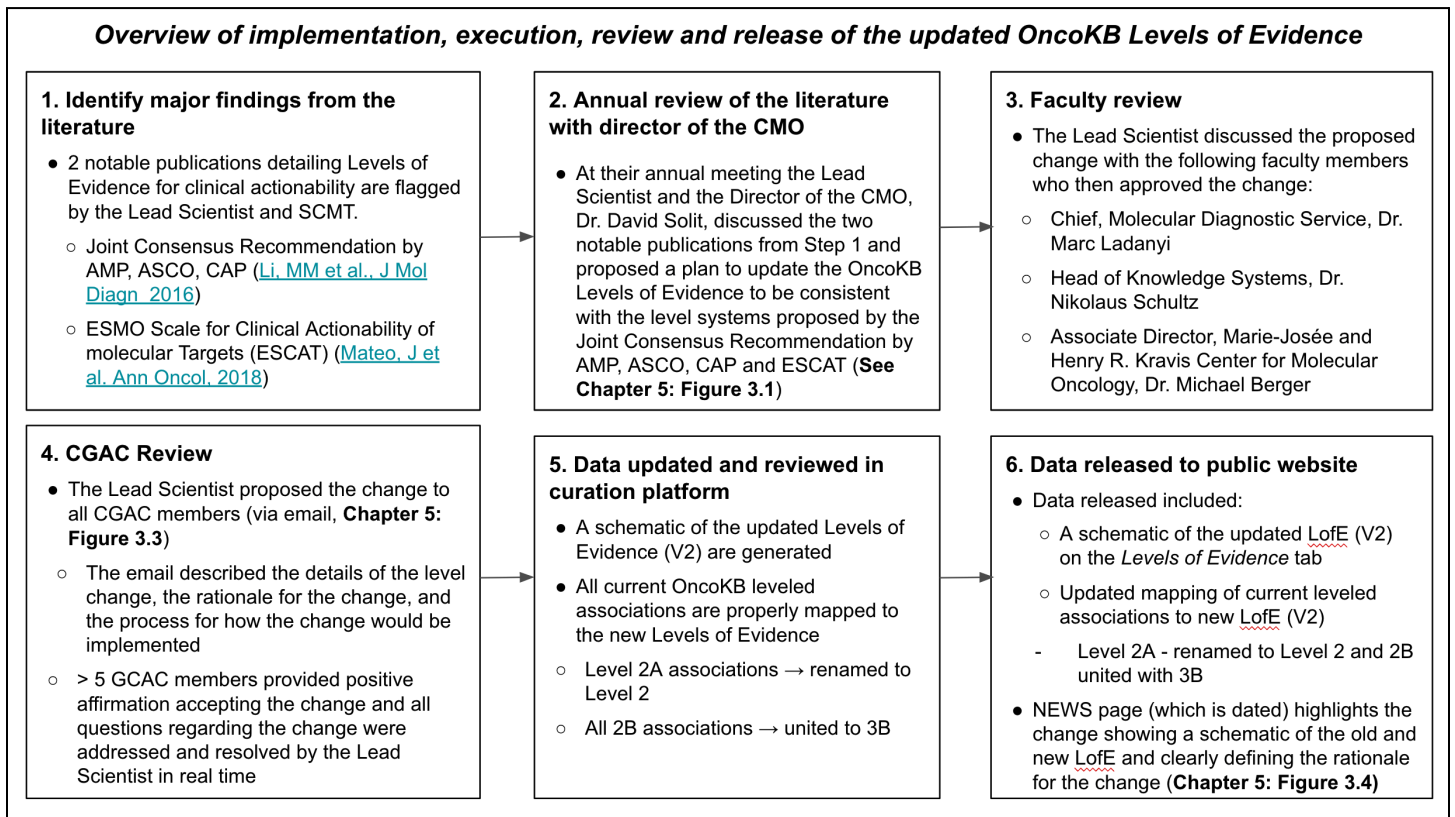 Overview of implementation, execution, review and release of the updated OncoKB Levels of Evidence
1. Identify major findings from the
literature
● 2 notable publications detailing Levels of
Evidence for clinical actionability are flagged
by the Lead Scientist and SCMT.
○ Joint Consensus Recommendation by
AMP, ASCO, CAP (Li, MM et al., J Mol
Diagn 2016)
○ ESMO Scale for Clinical Actionability of
molecular Targets (ESCAT) (Mateo, J et
al. Ann Oncol, 2018)
2. Annual review of the literature
with director of the CMO
● At their annual meeting the Lead
Scientist and the Director of the CMO,
Dr. David Solit, discussed the two
notable publications from Step 1 and
proposed a plan to update the OncoKB
Levels of Evidence to be consistent
with the level systems proposed by the
Joint Consensus Recommendation by
AMP, ASCO, CAP and ESCAT (See
Chapter 5: Figure 3.1)
3. Faculty review
● The Lead Scientist discussed the proposed
change with the following faculty members
who then approved the change:
○ Chief, Molecular Diagnostic Service, Dr.
Marc Ladanyi
○ Head of Knowledge Systems, Dr.
Nikolaus Schultz
○ Associate Director, Marie-Josée and
Henry R. Kravis Center for Molecular
Oncology, Dr. Michael Berger
4. CGAC Review
● The Lead Scientist proposed the change to
all CGAC members (via email, Chapter 5:
Figure 3.3)
○ The email described the details of the level
change, the rationale for the change, and
the process for how the change would be
implemented
○ > 5 GCAC members provided positive
affirmation accepting the change and all
questions regarding the change were
addressed and resolved by the Lead
Scientist in real time
5. Data updated and reviewed in
curation platform
● A schematic of the updated Levels of
Evidence (V2) are generated
● All current OncoKB leveled
associations are properly mapped to
the new Levels of Evidence
○ Level 2A associations → renamed to
Level 2
○ All 2B associations → united to 3B
6. Data released to public website
● Data released included:
○ A schematic of the updated LofE (V2)
on the Levels of Evidence tab
○ Updated mapping of current leveled
associations to new LofE (V2)
- Level 2A - renamed to Level 2 and 2B
united with 3B
● NEWS page (which is dated) highlights the
change showing a schematic of the old and
new LofE and clearly defining the rationale
for the change (Chapter 5: Figure 3.4)